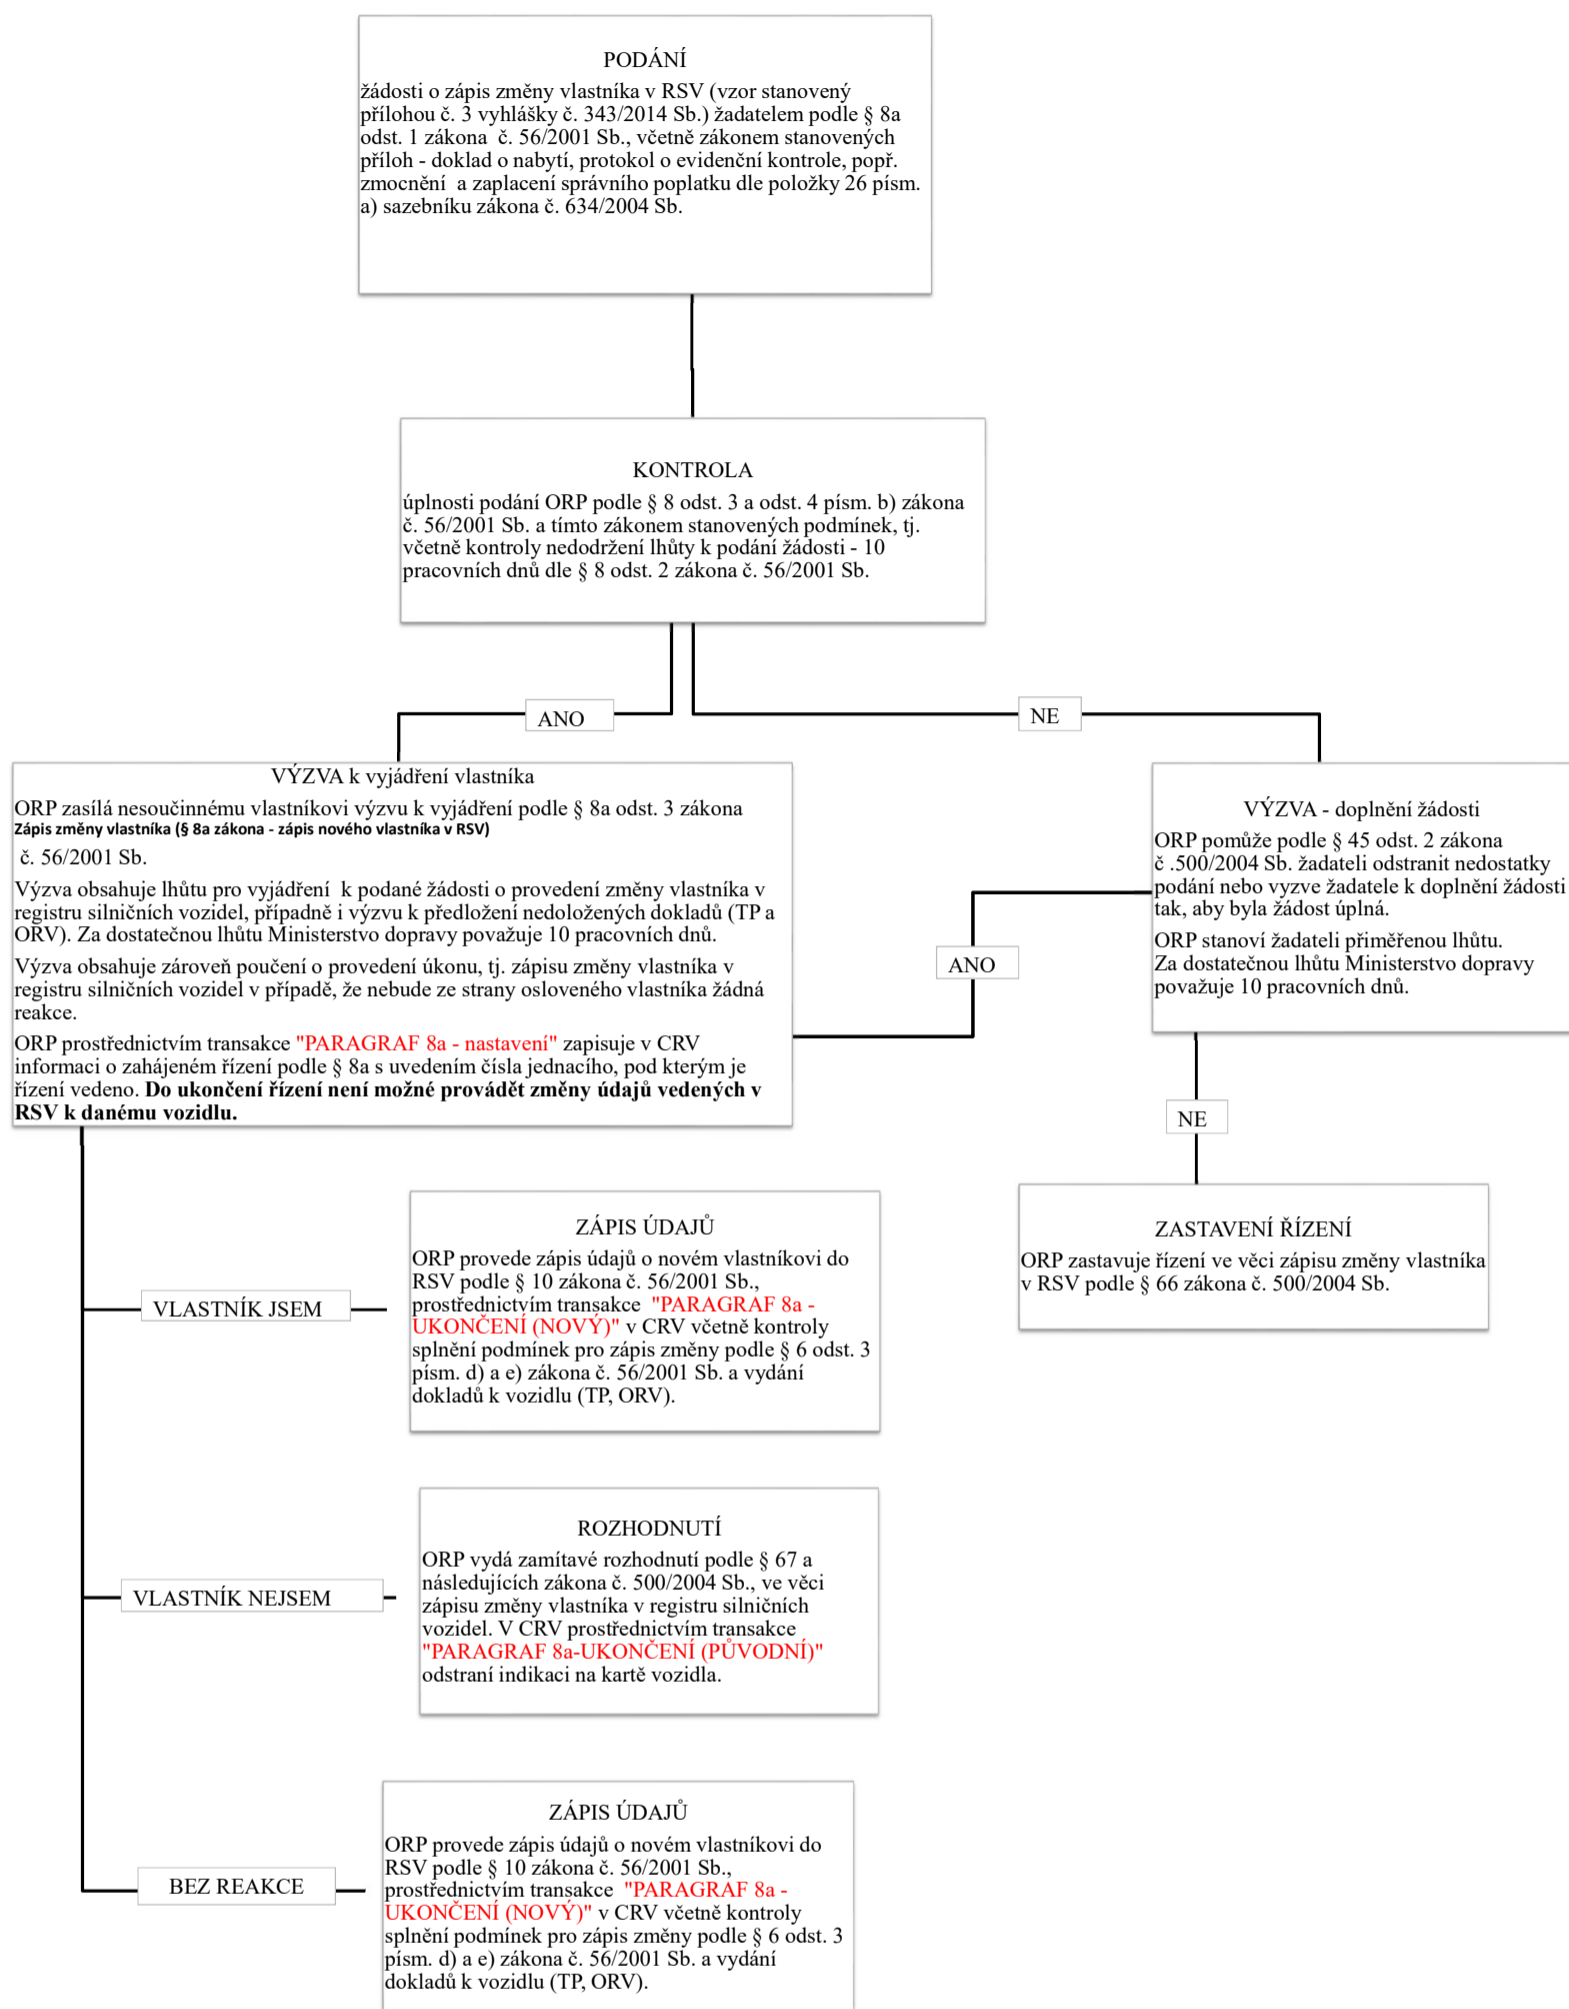 PODÁNÍ
žádosti o zápis změny vlastníka v RSV (vzor stanovený
přílohou č. 3 vyhlášky č. 343/2014 Sb.) žadatelem podle § 8a
odst. 1 zákona  č. 56/2001 Sb., včetně zákonem stanovených
příloh - doklad o nabytí, protokol o evidenční kontrole, popř.
zmocnění  a zaplacení správního poplatku dle položky 26 písm.
a) sazebníku zákona č. 634/2004 Sb.
KONTROLA
úplnosti podání ORP podle § 8 odst. 3 a odst. 4 písm. b) zákona
č. 56/2001 Sb. a tímto zákonem stanovených podmínek, tj.
včetně kontroly nedodržení lhůty k podání žádosti - 10
pracovních dnů dle § 8 odst. 2 zákona č. 56/2001 Sb.
ANO
NE
VÝZVA k vyjádření vlastníka
ORP zasílá nesoučinnému vlastníkovi výzvu k vyjádření podle § 8a odst. 3 zákona
Zápis změny vlastníka (§ 8a zákona - zápis nového vlastníka v RSV)
č. 56/2001 Sb.
Výzva obsahuje lhůtu pro vyjádření  k podané žádosti o provedení změny vlastníka v
registru silničních vozidel, případně i výzvu k předložení nedoložených dokladů (TP a
ORV). Za dostatečnou lhůtu Ministerstvo dopravy považuje 10 pracovních dnů.
Výzva obsahuje zároveň poučení o provedení úkonu, tj. zápisu změny vlastníka v
registru silničních vozidel v případě, že nebude ze strany osloveného vlastníka žádná
reakce.
ORP prostřednictvím transakce "PARAGRAF 8a - nastavení" zapisuje v CRV
informaci o zahájeném řízení podle § 8a s uvedením čísla jednacího, pod kterým je
řízení vedeno. Do ukončení řízení není možné provádět změny údajů vedených v
RSV k danému vozidlu.
VÝZVA - doplnění žádosti
ORP pomůže podle § 45 odst. 2 zákona
č .500/2004 Sb. žadateli odstranit nedostatky
podání nebo vyzve žadatele k doplnění žádosti
tak, aby byla žádost úplná.
ORP stanoví žadateli přiměřenou lhůtu.
Za dostatečnou lhůtu Ministerstvo dopravy
považuje 10 pracovních dnů.
ANO
NE
ZASTAVENÍ ŘÍZENÍ
ORP zastavuje řízení ve věci zápisu změny vlastníka
v RSV podle § 66 zákona č. 500/2004 Sb.
VLASTNÍK JSEM
ZÁPIS ÚDAJŮ
ORP provede zápis údajů o novém vlastníkovi do
RSV podle § 10 zákona č. 56/2001 Sb.,
prostřednictvím transakce  "PARAGRAF 8a -
UKONČENÍ (NOVÝ)" v CRV včetně kontroly
splnění podmínek pro zápis změny podle § 6 odst. 3
písm. d) a e) zákona č. 56/2001 Sb. a vydání
dokladů k vozidlu (TP, ORV).
VLASTNÍK NEJSEM
ROZHODNUTÍ
ORP vydá zamítavé rozhodnutí podle § 67 a
následujících zákona č. 500/2004 Sb., ve věci
zápisu změny vlastníka v registru silničních
vozidel. V CRV prostřednictvím transakce
"PARAGRAF 8a-UKONČENÍ (PŮVODNÍ)"
odstraní indikaci na kartě vozidla.
BEZ REAKCE
ZÁPIS ÚDAJŮ
ORP provede zápis údajů o novém vlastníkovi do
RSV podle § 10 zákona č. 56/2001 Sb.,
prostřednictvím transakce  "PARAGRAF 8a -
UKONČENÍ (NOVÝ)" v CRV včetně kontroly
splnění podmínek pro zápis změny podle § 6 odst. 3
písm. d) a e) zákona č. 56/2001 Sb. a vydání
dokladů k vozidlu (TP, ORV).